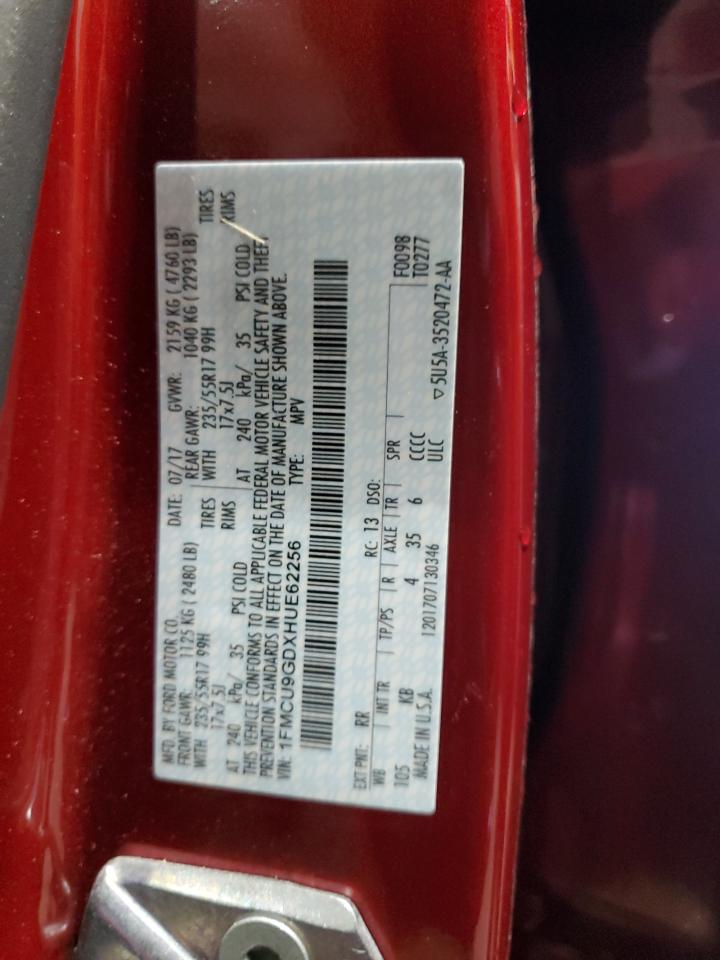 MFD. BY FORD MOTOR CO.
DATE: 07/17 GVWR: 2159 KG ( 4760 LB)
FRONT GAWR: 1125 KG ( 2480 LB) REAR GAWR: 1040 KG ( 2293 LB)
WITH 235/55R17 99H TIRES WITH 235/55R17 99H TIRES
17x7.5J RIMS 17x7.5J RIMS
AT 240 kPa/ 35 PSI COLD AT 240 kPa/ 35 PSI COLD
THIS VEHICLE CONFORMS TO ALL APPLICABLE FEDERAL MOTOR VEHICLE SAFETY AND THEFT
PREVENTION STANDARDS IN EFFECT ON THE DATE OF MANUFACTURE SHOWN ABOVE.
VIN: 1FMCU9GDXHUE62256 TYPE: MPV
EXT PNT: RR RC: 13 DSO: F0098
WB INT TR TP/PS R AXLE TR SPR T0277
105 KB 4 35 6 CCCC
MADE IN U.S.A. 1201707130346 ULC ▽5U5A-3520472-AA